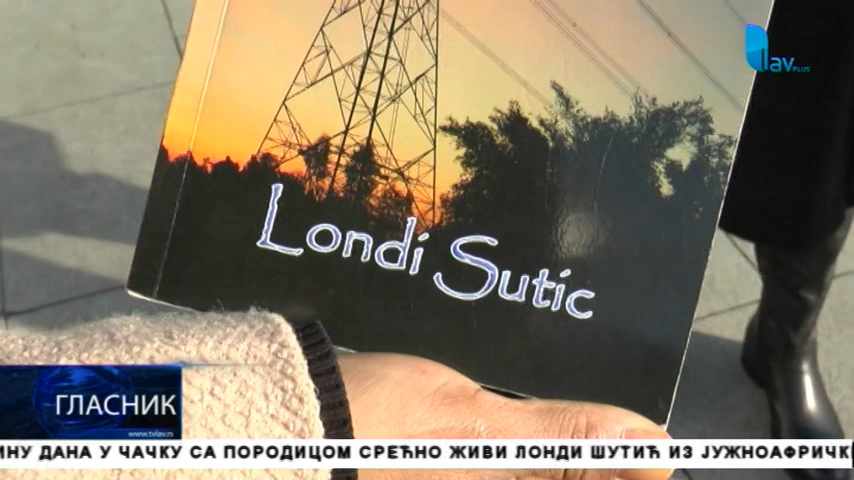 lav PLUS
Londi Sutic
ГЛАСНИК
www.tvlav.rs
ИНУ ДАНА У ЧАЧКУ СА ПОРОДИЦОМ СРЕЋНО ЖИВИ ЛОНДИ ШУТИЋ ИЗ ЈУЖНОАФРИЧК